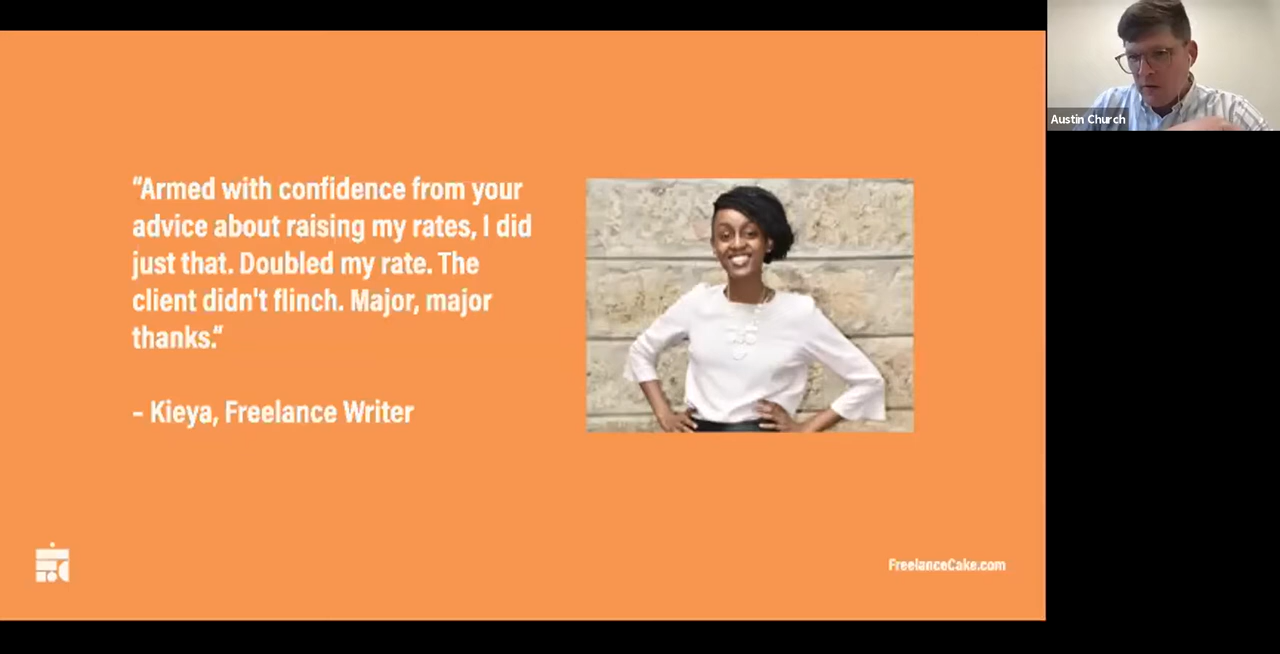 “Armed with confidence from your
advice about raising my rates, I did
just that. Doubled my rate. The
client didn't flinch. Major, major
thanks.“
– Kieya, Freelance Writer
FreelanceCake.com
Austin Church